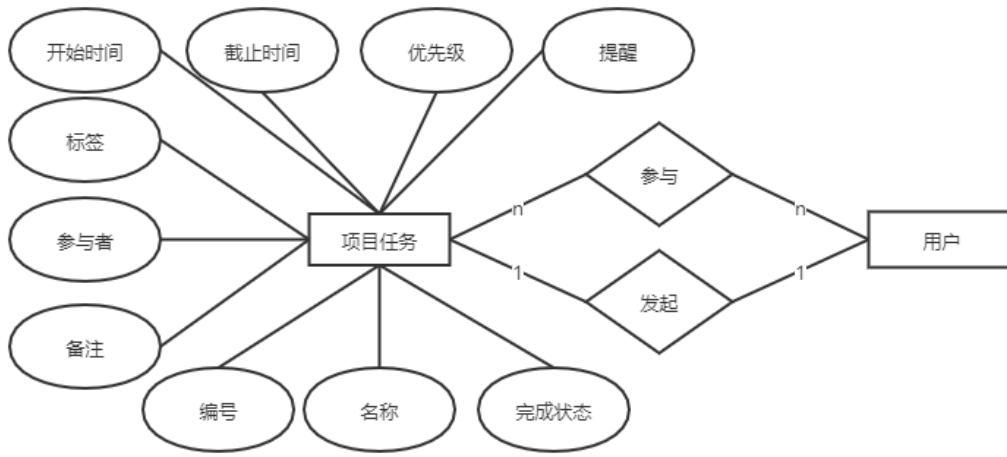 开始时间
截止时间
优先级
提醒
标签
参与
n
n
参与者
项目任务
用户
1
1
发起
备注
编号
名称
完成状态